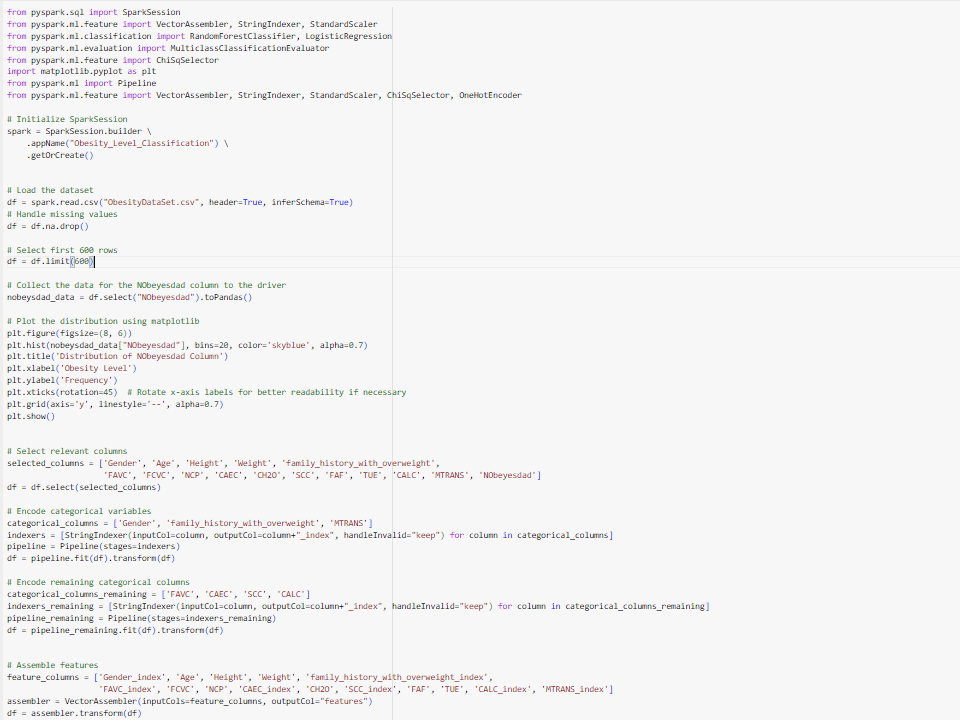 from pyspark.sql import SparkSession
from pyspark.ml.feature import VectorAssembler, StringIndexer, StandardScaler
from pyspark.ml.classification import RandomForestClassifier, LogisticRegression
from pyspark.ml.evaluation import MulticlassClassificationEvaluator
from pyspark.ml.feature import ChiSqSelector
import matplotlib.pyplot as plt
from pyspark.ml import Pipeline
from pyspark.ml.feature import VectorAssembler, StringIndexer, StandardScaler, ChiSqSelector, OneHotEncoder
# Initialize SparkSession
spark = SparkSession.builder \
.appName("Obesity_Level_Classification") \
.getOrCreate()
# Load the dataset
df = spark.read.csv("ObesityDataSet.csv", header=True, inferSchema=True)
# Handle missing values
df = df.na.drop()
# Select first 600 rows
df = df.limit(600)
# Collect the data for the NObeyesdad column to the driver
nobeysdad_data = df.select("NObeyesdad").toPandas()
# Plot the distribution using matplotlib
plt.figure(figsize=(8, 6))
plt.hist(nobeysdad_data["NObeyesdad"], bins=20, color='skyblue', alpha=0.7)
plt.title('Distribution of NObeyesdad Column')
plt.xlabel('Obesity Level')
plt.ylabel('Frequency')
plt.xticks(rotation=45)  # Rotate x-axis labels for better readability if necessary
plt.grid(axis='y', linestyle='--', alpha=0.7)
plt.show()
# Select relevant columns
selected_columns = ['Gender', 'Age', 'Height', 'Weight', 'family_history_with_overweight',
'FAVC', 'FCVC', 'NCP', 'CAEC', 'CH2O', 'SCC', 'FAF', 'TUE', 'CALC', 'MTRANS', 'NObeyesdad']
df = df.select(selected_columns)
# Encode categorical variables
categorical_columns = ['Gender', 'family_history_with_overweight', 'MTRANS']
indexers = [StringIndexer(inputCol=column, outputCol=column+"_index", handleInvalid="keep") for column in categorical_columns]
pipeline = Pipeline(stages=indexers)
df = pipeline.fit(df).transform(df)
# Encode remaining categorical columns
categorical_columns_remaining = ['FAVC', 'CAEC', 'SCC', 'CALC']
indexers_remaining = [StringIndexer(inputCol=column, outputCol=column+"_index", handleInvalid="keep") for column in categorical_columns_remaining]
pipeline_remaining = Pipeline(stages=indexers_remaining)
df = pipeline_remaining.fit(df).transform(df)
# Assemble features
feature_columns = ['Gender_index', 'Age', 'Height', 'Weight', 'family_history_with_overweight_index',
'FAVC_index', 'FCVC', 'NCP', 'CAEC_index', 'CH2O', 'SCC_index', 'FAF', 'TUE', 'CALC_index', 'MTRANS_index']
assembler = VectorAssembler(inputCols=feature_columns, outputCol="features")
df = assembler.transform(df)